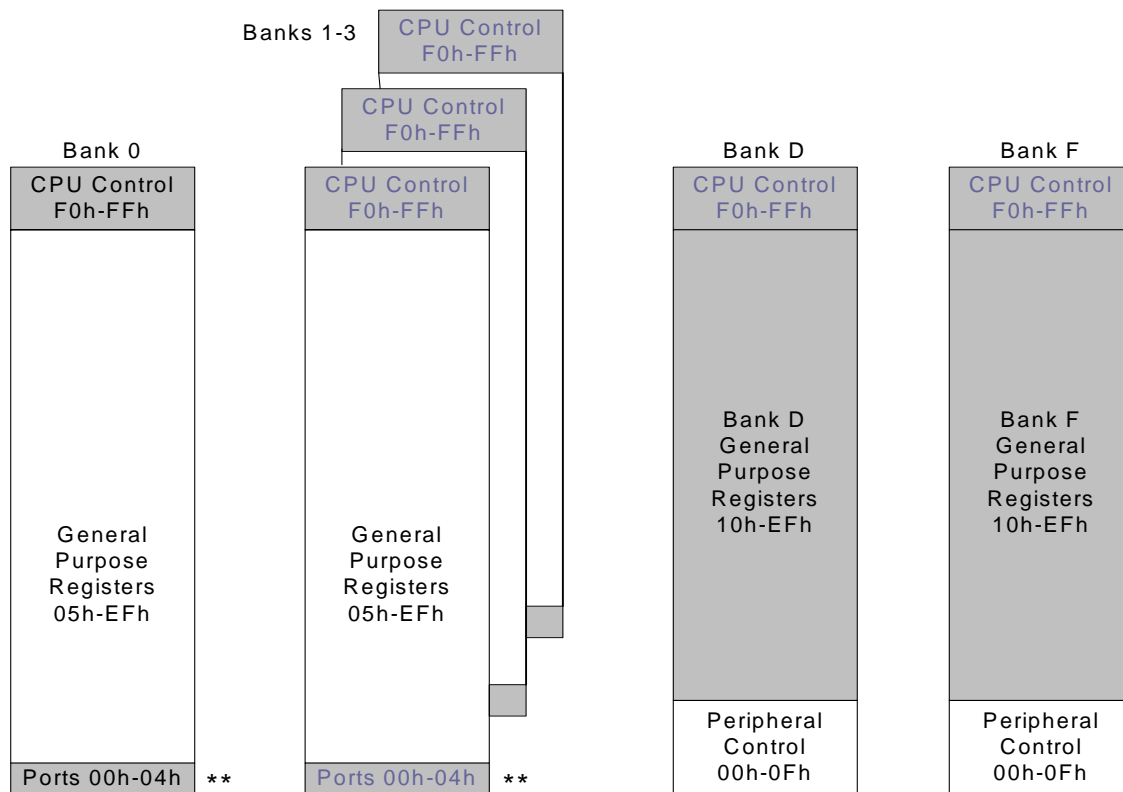 Banks 1-3
CPU Control
F0h-FFh
CPU Control
F0h-FFh
Bank 0
CPU Control
F0h-FFh
General
Purpose
Registers
05h-EFh
Ports 00h-04h **
CPU Control
F0h-FFh
General
Purpose
Registers
05h-EFh
Ports 00h-04h **
Bank D
CPU Control
F0h-FFh
Bank D
General
Purpose
Registers
10h-EFh
Peripheral
Control
00h-0Fh
Bank F
CPU Control
F0h-FFh
Bank F
General
Purpose
Registers
10h-EFh
Peripheral
Control
00h-0Fh